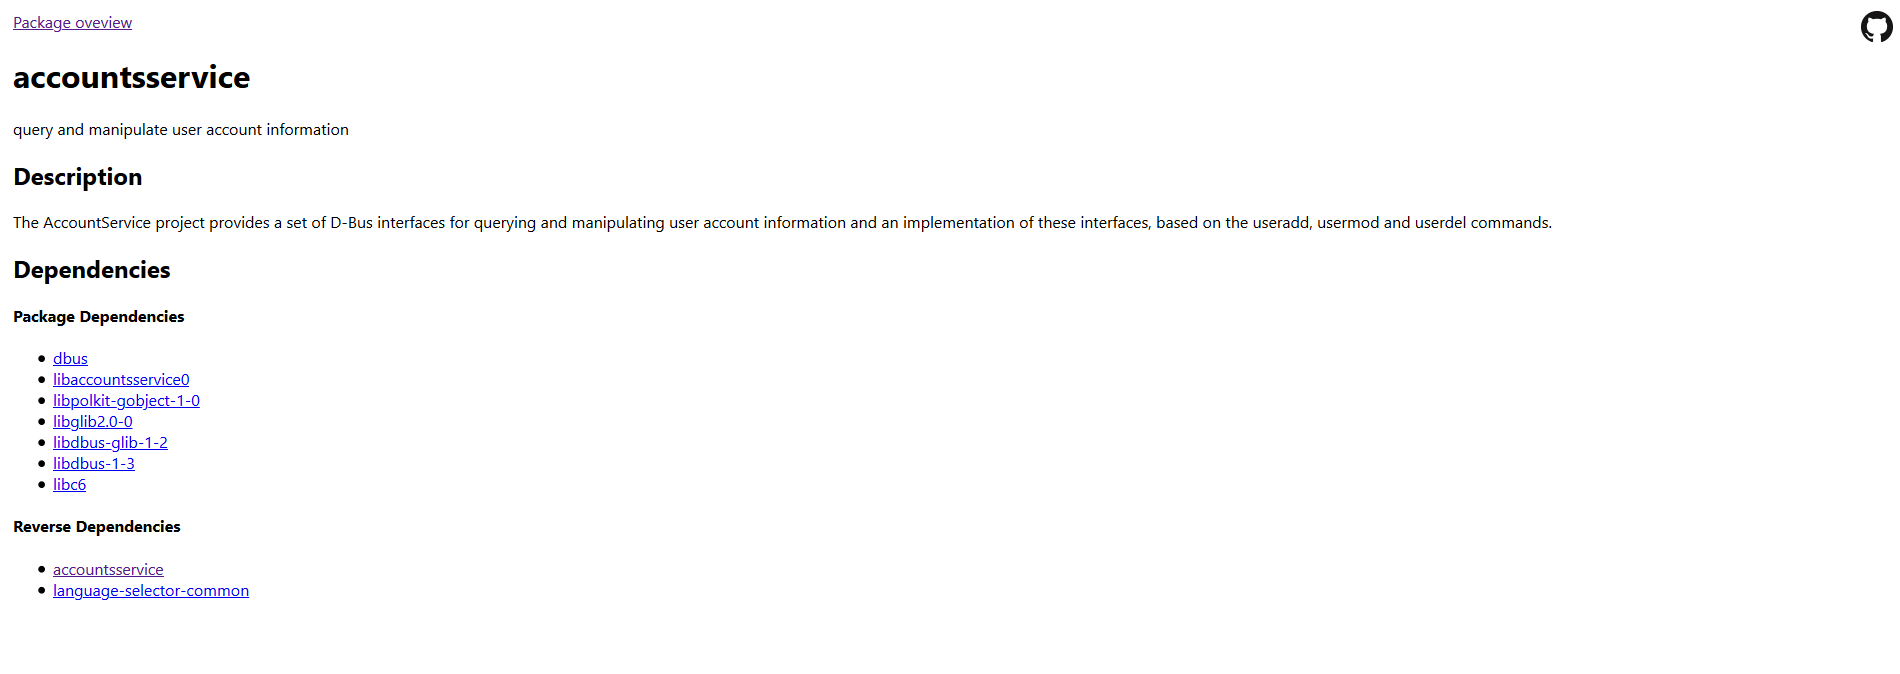 Package oveview
accountsservice
query and manipulate user account information
Description
The AccountService project provides a set of D-Bus interfaces for querying and manipulating user account information and an implementation of these interfaces, based on the useradd, usermod and userdel commands.
Dependencies
Package Dependencies
dbus
libaccountsservice0
libpolkit-gobject-1-0
libglib2.0-0
libdbus-glib-1-2
libdbus-1-3
libc6
Reverse Dependencies
accountsservice
language-selector-common